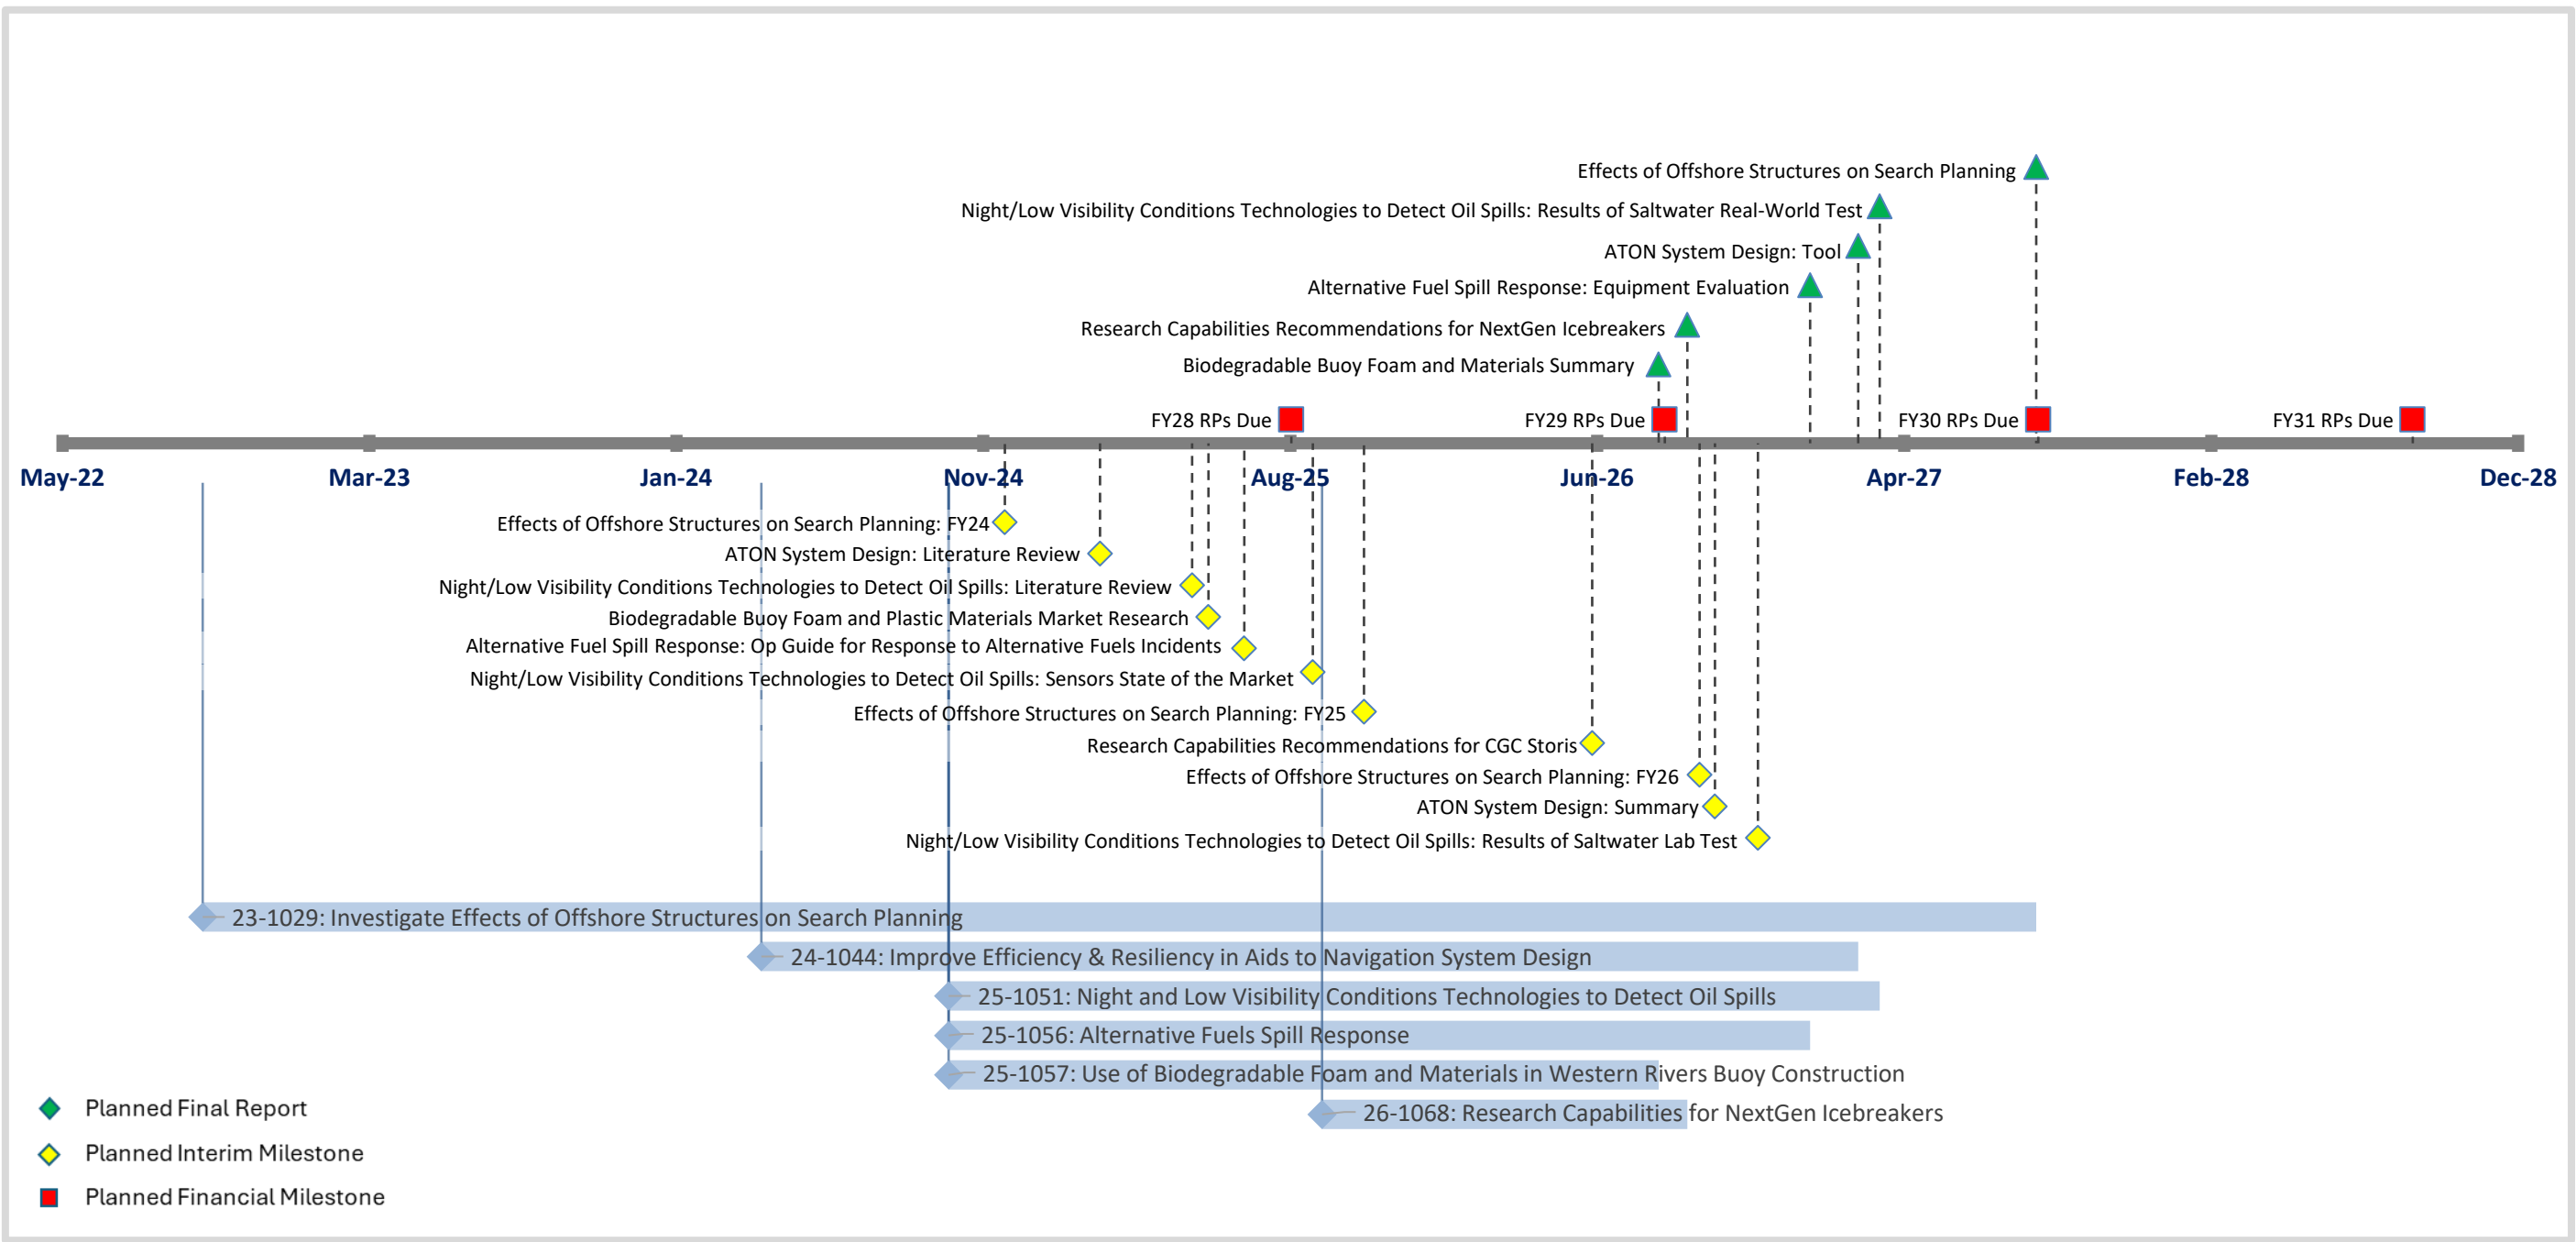 Effects of Offshore Structures on Search Planning
Night/Low Visibility Conditions Technologies to Detect Oil Spills: Results of Saltwater Real-World Test
ATON System Design: Tool
Alternative Fuel Spill Response: Equipment Evaluation
Research Capabilities Recommendations for NextGen Icebreakers
Biodegradable Buoy Foam and Materials Summary
FY28 RPs Due
FY29 RPs Due
FY30 RPs Due
FY31 RPs Due
May-22
Mar-23
Jan-24
Nov-24
Aug-25
Jun-26
Apr-27
Feb-28
Dec-28
Effects of Offshore Structures on Search Planning: FY24
ATON System Design: Literature Review
Night/Low Visibility Conditions Technologies to Detect Oil Spills: Literature Review
Biodegradable Buoy Foam and Plastic Materials Market Research
Alternative Fuel Spill Response: Op Guide for Response to Alternative Fuels Incidents
Night/Low Visibility Conditions Technologies to Detect Oil Spills: Sensors State of the Market
Effects of Offshore Structures on Search Planning: FY25
Research Capabilities Recommendations for CGC Storis
Effects of Offshore Structures on Search Planning: FY26
ATON System Design: Summary
Night/Low Visibility Conditions Technologies to Detect Oil Spills: Results of Saltwater Lab Test
23-1029: Investigate Effects of Offshore Structures on Search Planning
24-1044: Improve Efficiency & Resiliency in Aids to Navigation System Design
25-1051: Night and Low Visibility Conditions Technologies to Detect Oil Spills
25-1056: Alternative Fuels Spill Response
25-1057: Use of Biodegradable Foam and Materials in Western Rivers Buoy Construction
26-1068: Research Capabilities for NextGen Icebreakers
Planned Final Report
Planned Interim Milestone
Planned Financial Milestone